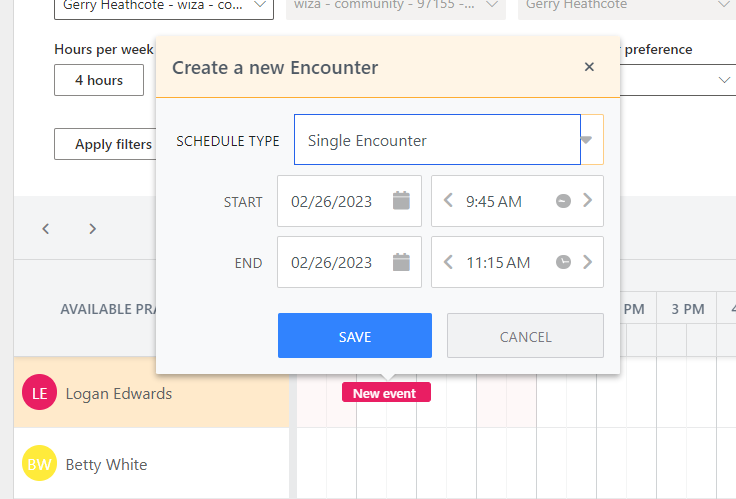 Gerry Heathcote - wiza - co...
wiza - community - 97155 -...
Gerry Heathcote
Hours per week
preference
4 hours
Apply filters
Create a new Encounter
×
SCHEDULE TYPE
Single Encounter
START
02/26/2023
9:45 AM
END
02/26/2023
11:15 AM
SAVE
CANCEL
AVAILABLE PRA
PM
3 PM
LE
Logan Edwards
New event
BW
Betty White